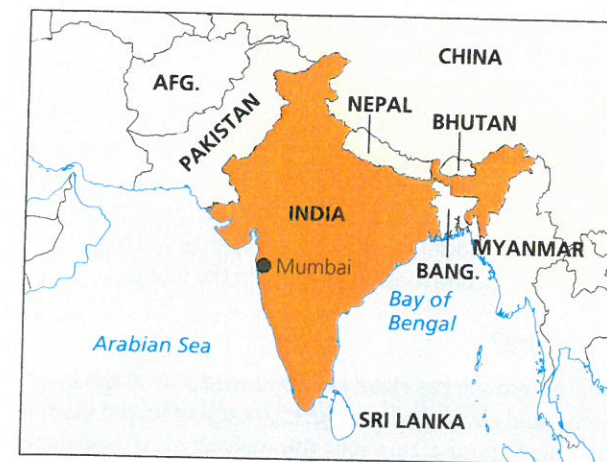 CHINA
AFG.
PAKISTAN
NEPAL
BHUTAN
INDIA
MYANMAR
BANG.
Mumbai
Bay of
Bengal
Arabian Sea
SRI LANKA